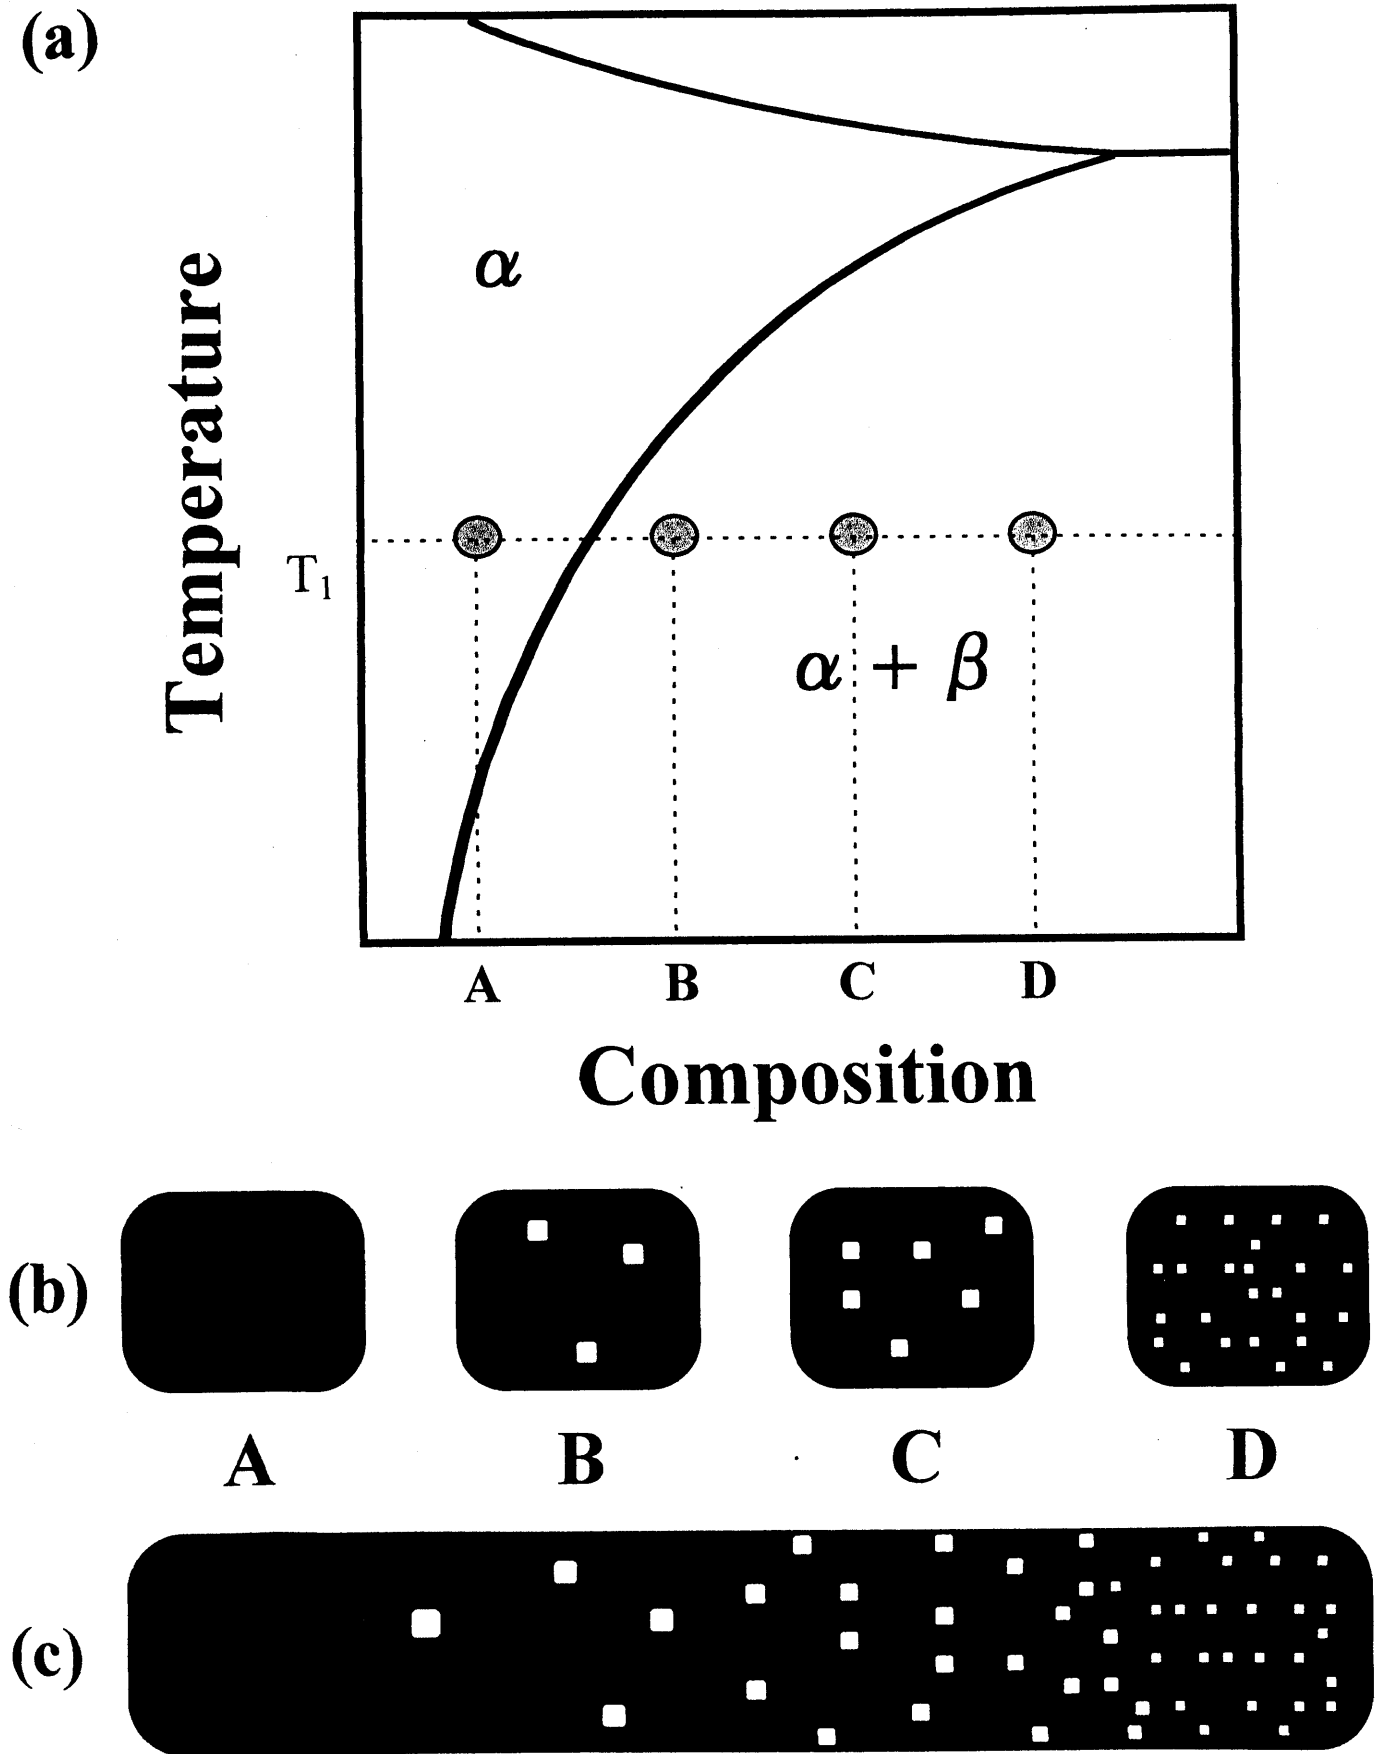 (a)
α
Temperature
T₁
α + β
A B C D
Composition
(b)
A B C D
(c)